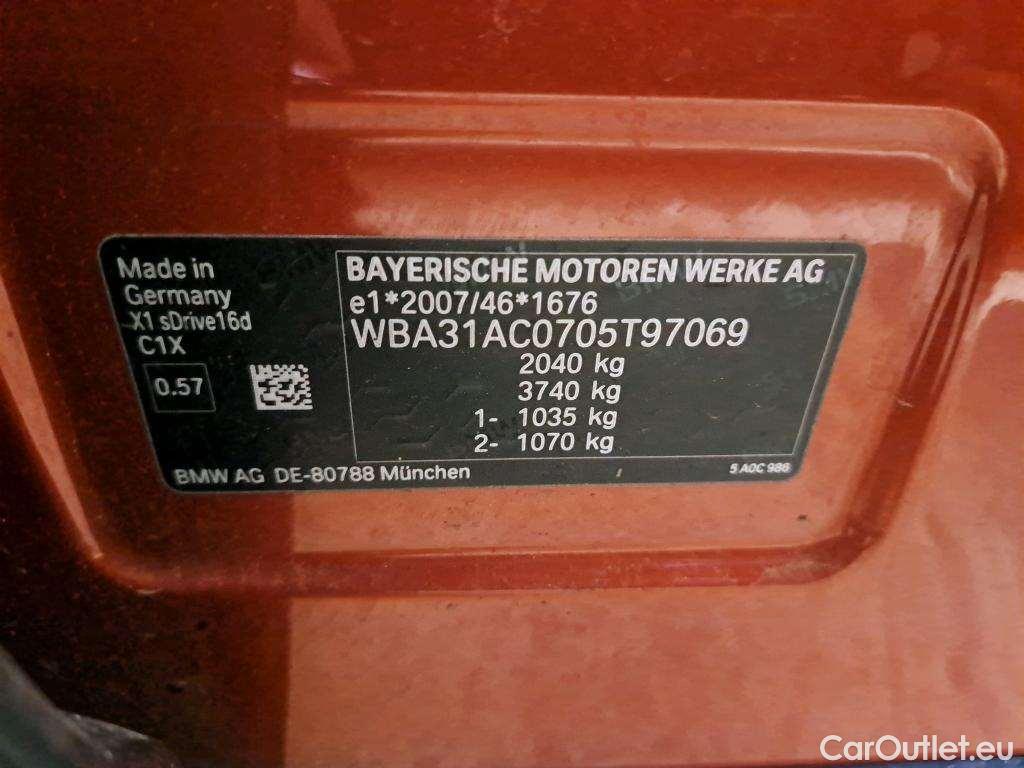 Made in
Germany
X1 sDrive16d
C1X
0.57
BAYERISCHE MOTOREN WERKE AG
e1*2007/46*1676
WBA31AC0705T97069
2040 kg
3740 kg
1- 1035 kg
2- 1070 kg
BMW AG DE-80788 München
5 A0C 986
CarOutlet.eu